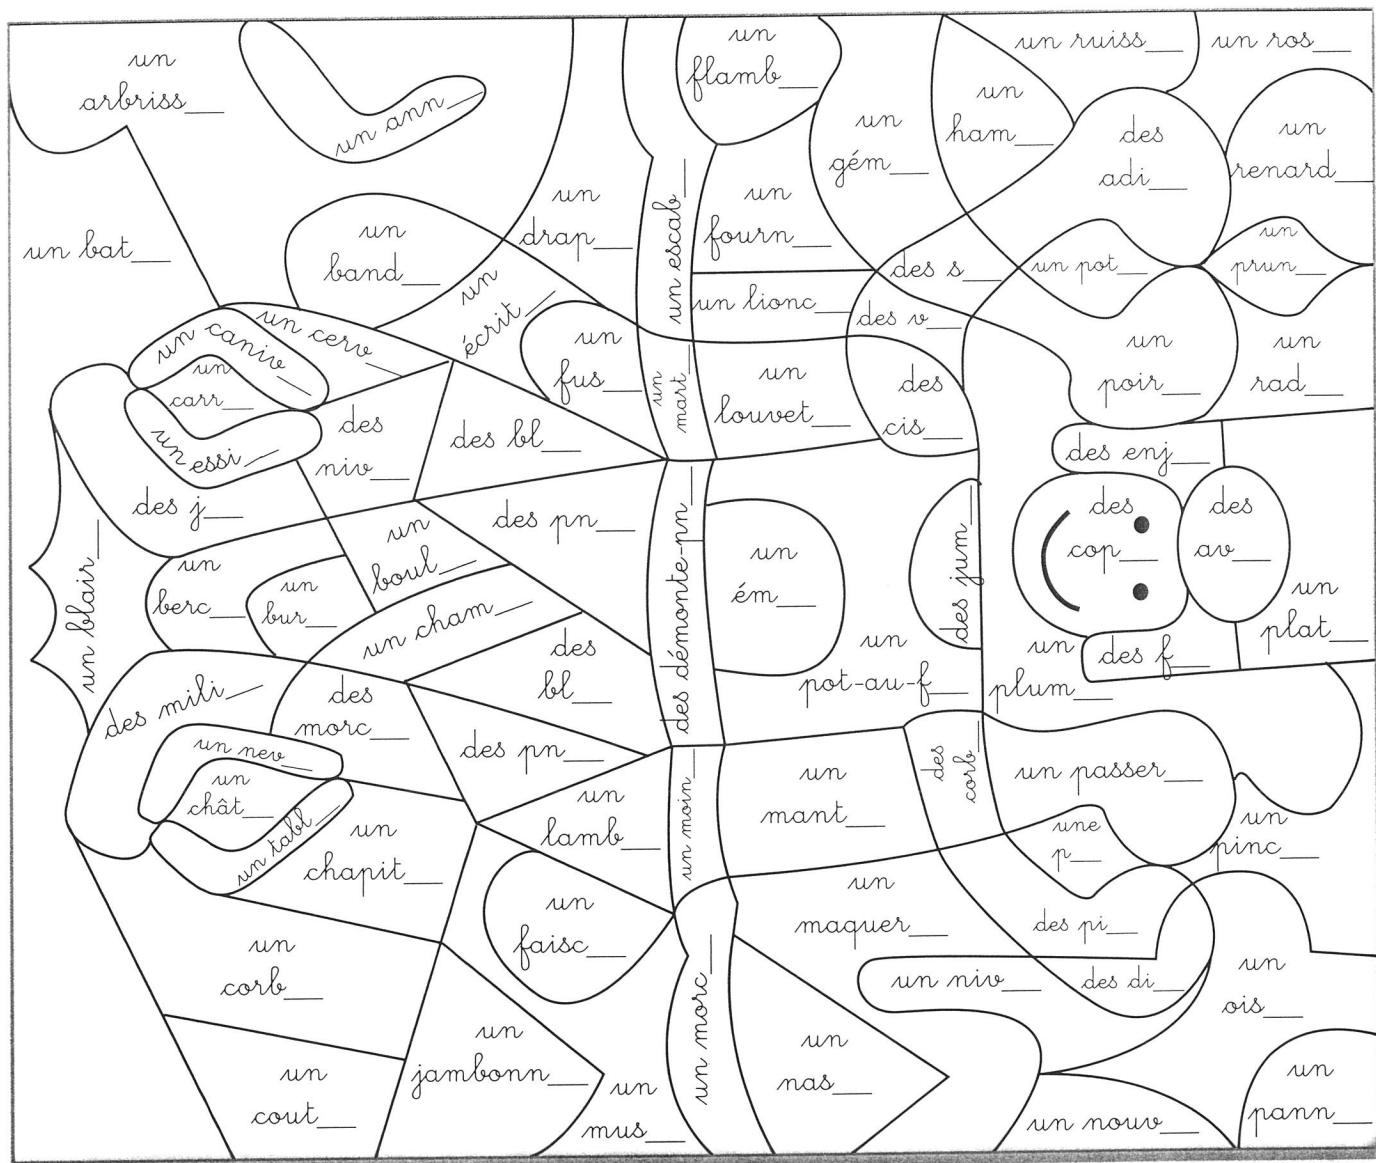 un
arbriss__
un ann__
un
flamb__
un ruiss__
un ros__
un
ham__
un
gém__
des
adi__
un
renard__
un bat__
un
band__
un
drap__
un escab__
un
fourn__
des s__
un pot__
un
prun__
un
écrit__
un lionc__
des v__
un cerv__
un caniv__
un
carr__
un essi__
un
fus__
un
mart__
un
louvet__
des
cis__
un
poir__
un
rad__
des
niv__
des bl__
des enj__
des j__
des pn__
des démonte-pn__
un
ém__
des jum__
des
cop__
des
av__
un blair__
un
berc__
un
bur__
un
boul__
un cham__
des
bl__
un
pot-au-f__
un
plum__
des f__
un
plat__
des mili__
des
morc__
des pn__
un nev__
un
chât__
un tabl__
un
chapit__
un
lamb__
un moin__
un
mant__
des
corb__
un passer__
une
p__
un
pinc__
un
faisc__
un
maquer__
des pi__
un
corb__
un morc__
un niv__
des di__
un
ois__
un
cout__
un
jambonn__
un
mus__
un
nas__
un nouv__
un
pann__